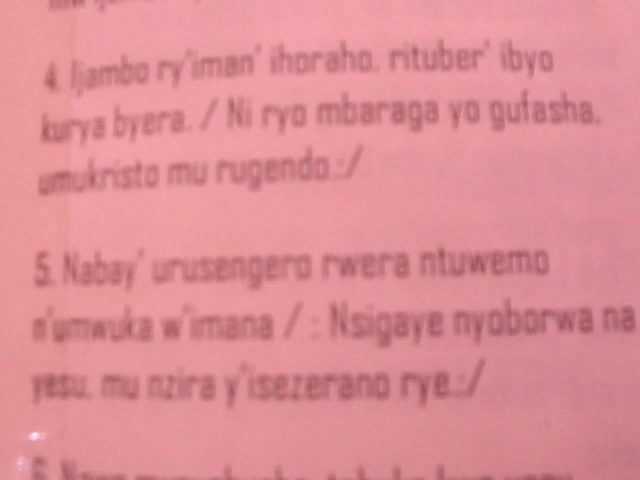 4. Ijambo ry'iman' ihoraho, rituber' ibyo
kurya byera. / Ni ryo mbaraga yo gufasha,
umukristo mu rugendo.:/
5. Nabay' urusengero rwera ntuwemo
n'umwuka w'imana / : Nsigaye nyoborwa na
yesu, mu nzira y'isezerano rye.:/
6.